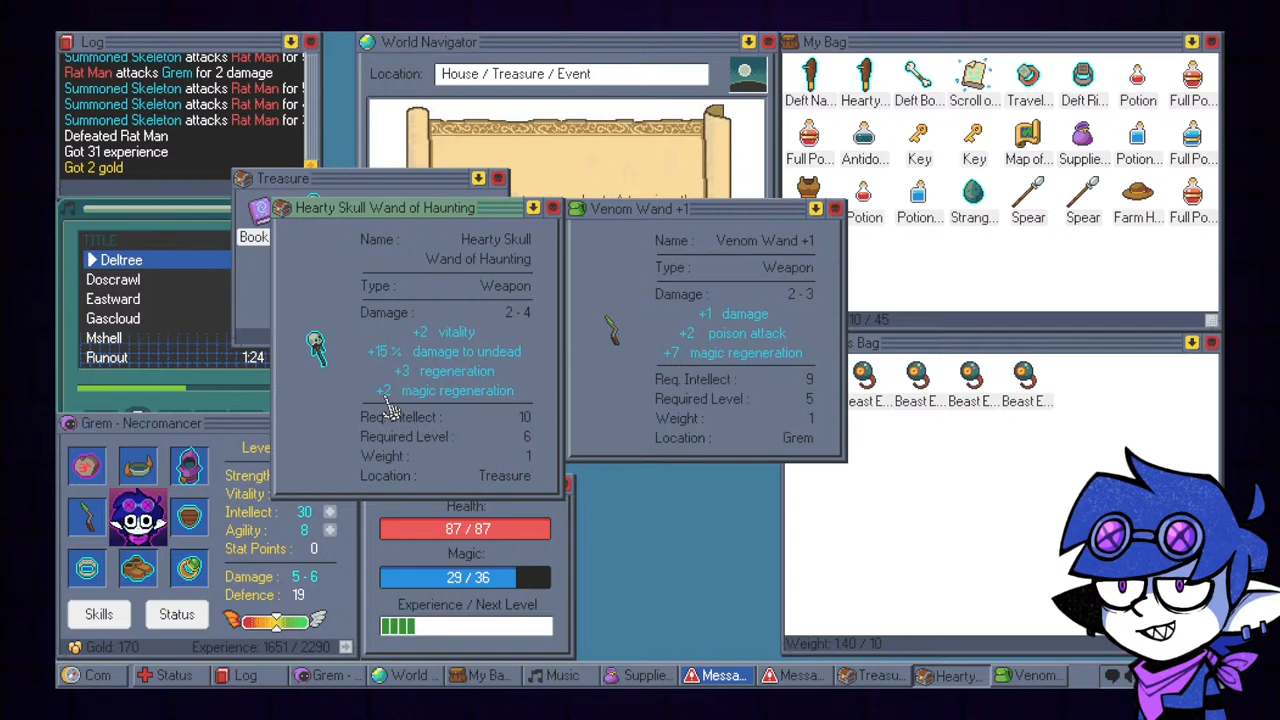 Log
Summoned Skeleton attacks Rat Man for
Rat Man attacks Grem for 2 damage
Summoned Skeleton attacks Rat Man for
Summoned Skeleton attacks Rat Man for
Summoned Skeleton attacks Rat Man for
Defeated Rat Man
Got 31 experience
Got 2 gold
World Navigator
Location: House / Treasure / Event
My Bag
Deft Na... Hearty... Deft Bo... Scroll o... Travel... Deft Ri... Potion Full Po...
Full Po... Antido... Key Key Map of... Supplie... Potion... Full Po...
Potion Potion... Strang... Spear Spear Farm H... Full Po...
/ 45
Treasure
Book
TITLE
Deltree
Doscrawl
Eastward
Gascloud
Mshell
Runout 1:24
Hearty Skull Wand of Haunting
Name : Hearty Skull
Wand of Haunting
Type : Weapon
Damage : 2 - 4
+2 vitality
+15 % damage to undead
+3 regeneration
+2 magic regeneration
Req. Intellect : 10
Required Level : 6
Weight : 1
Location : Treasure
Venom Wand +1
Name : Venom Wand +1
Type : Weapon
Damage : 2 - 3
+1 damage
+2 poison attack
+7 magic regeneration
Req. Intellect : 9
Required Level : 5
Weight : 1
Location : Grem
s Bag
Beast E... Beast E... Beast E... Beast E...
Weight: 140 / 10
Grem - Necromancer
Leve
Strengt
Vitality
Intellect : 30
Agility : 8
Stat Points : 0
Damage : 5 - 6
Defence : 19
Skills Status
Gold: 170 Experience: 1651 / 2290
Health:
87 / 87
Magic:
29 / 36
Experience / Next Level
Com Status Log Grem - ... World ... My Ba... Music Supplie... Messa... Messa... Treasu... Hearty... Venom...